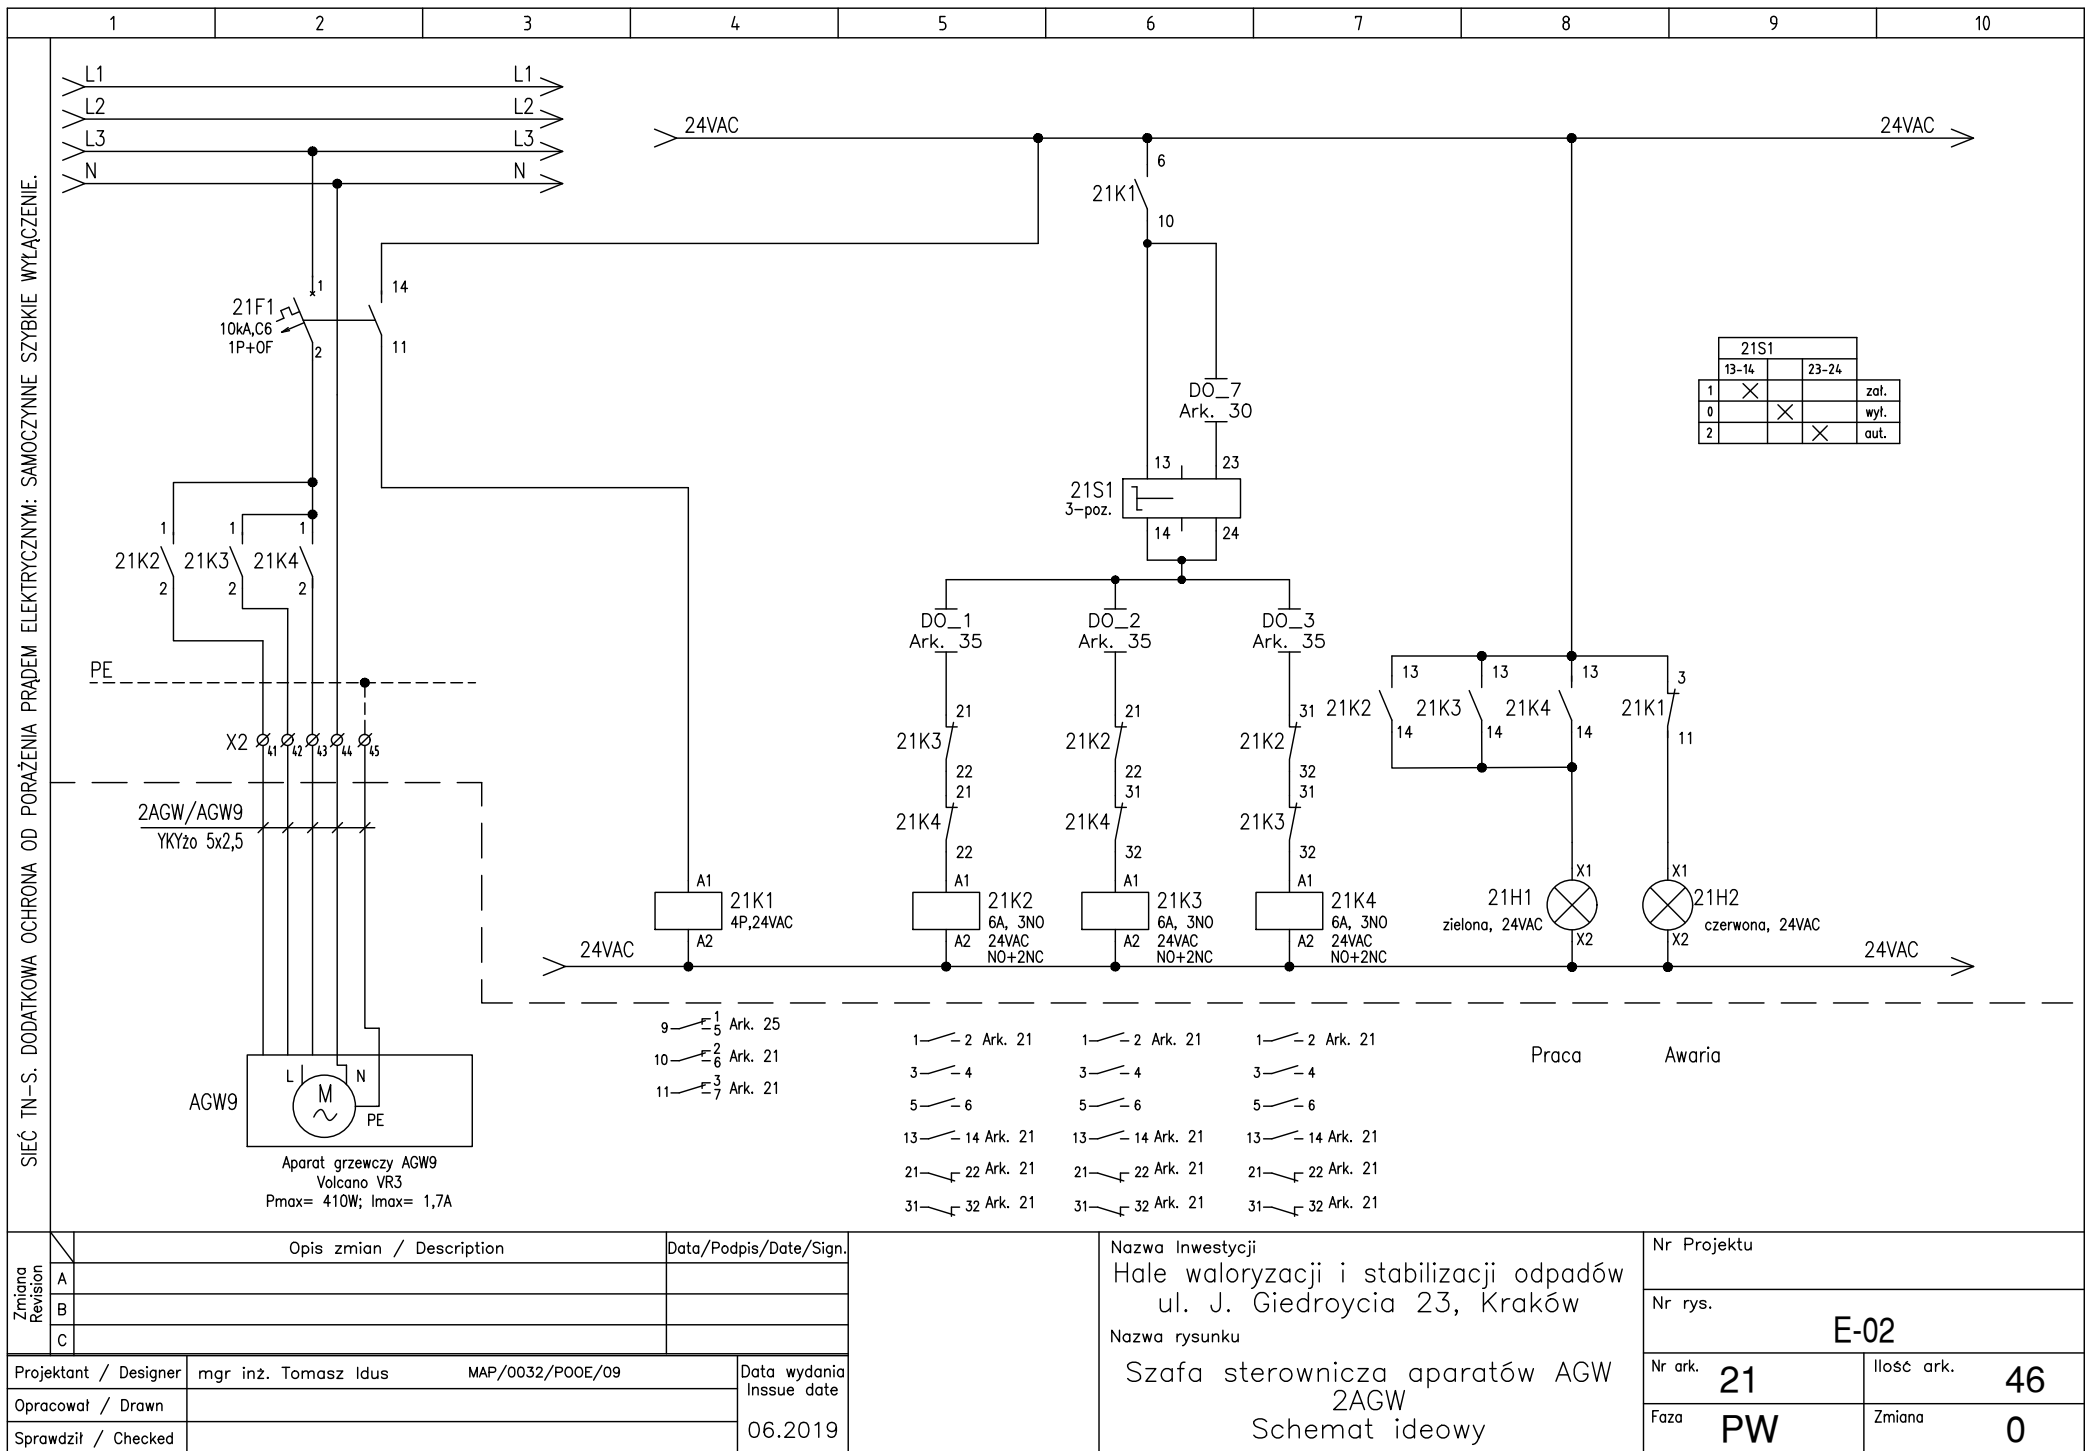 1 2 3 4 5 6 7 8 9 10
SIEĆ TN-S. DODATKOWA OCHRONA OD PORAŻENIA PRĄDEM ELEKTRYCZNYM: SAMOCZYNNE SZYBKIE WYŁĄCZENIE.
L1 L1
L2 L2
L3 L3
N N
24VAC 24VAC
6
21K1
10
1 14
21F1
10kA,C6
1P+0F
2 11
21S1
13-14 23-24
1 zał.
0 wył.
2 aut.
DO_7
Ark. 30
13 23
21S1
3-poz.
14 24
1 1 1
21K2 21K3 21K4
2 2 2
DO_1 DO_2 DO_3
Ark. 35 Ark. 35 Ark. 35
PE
13 13 13 3
21K2 21K3 21K4 21K1
14 14 14 11
21 21 31
21K3 21K2 21K2
22 22 32
21 31 31
21K4 21K4 21K3
22 32 32
X2 41 42 43 44 45
2AGW/AGW9
YKYżo 5x2,5
A1 A1 A1 A1 X1 X1
21K1 21K2 21K3 21K4 21H1 21H2
4P,24VAC 6A, 3NO 6A, 3NO 6A, 3NO zielona, 24VAC czerwona, 24VAC
A2 A2 24VAC A2 24VAC A2 24VAC X2 X2
NO+2NC NO+2NC NO+2NC
24VAC 24VAC
9 1 5 Ark. 25
10 2 6 Ark. 21
11 3 7 Ark. 21
1 2 Ark. 21 1 2 Ark. 21 1 2 Ark. 21
3 4 3 4 3 4
5 6 5 6 5 6
13 14 Ark. 21 13 14 Ark. 21 13 14 Ark. 21
21 22 Ark. 21 21 22 Ark. 21 21 22 Ark. 21
31 32 Ark. 21 31 32 Ark. 21 31 32 Ark. 21
Praca Awaria
L N
M
AGW9
PE
Aparat grzewczy AGW9
Volcano VR3
Pmax= 410W; Imax= 1,7A
Zmiana
Revision
Opis zmian / Description Data/Podpis/Date/Sign.
A
B
C
Projektant / Designer mgr inż. Tomasz Idus MAP/0032/POOE/09
Opracował / Drawn
Sprawdził / Checked
Data wydania
Inssue date
06.2019
Nazwa Inwestycji
Hale waloryzacji i stabilizacji odpadów
ul. J. Giedroycia 23, Kraków
Nazwa rysunku
Szafa sterownicza aparatów AGW
2AGW
Schemat ideowy
Nr Projektu
Nr rys.
E-02
Nr ark. 21 Ilość ark. 46
Faza PW Zmiana 0